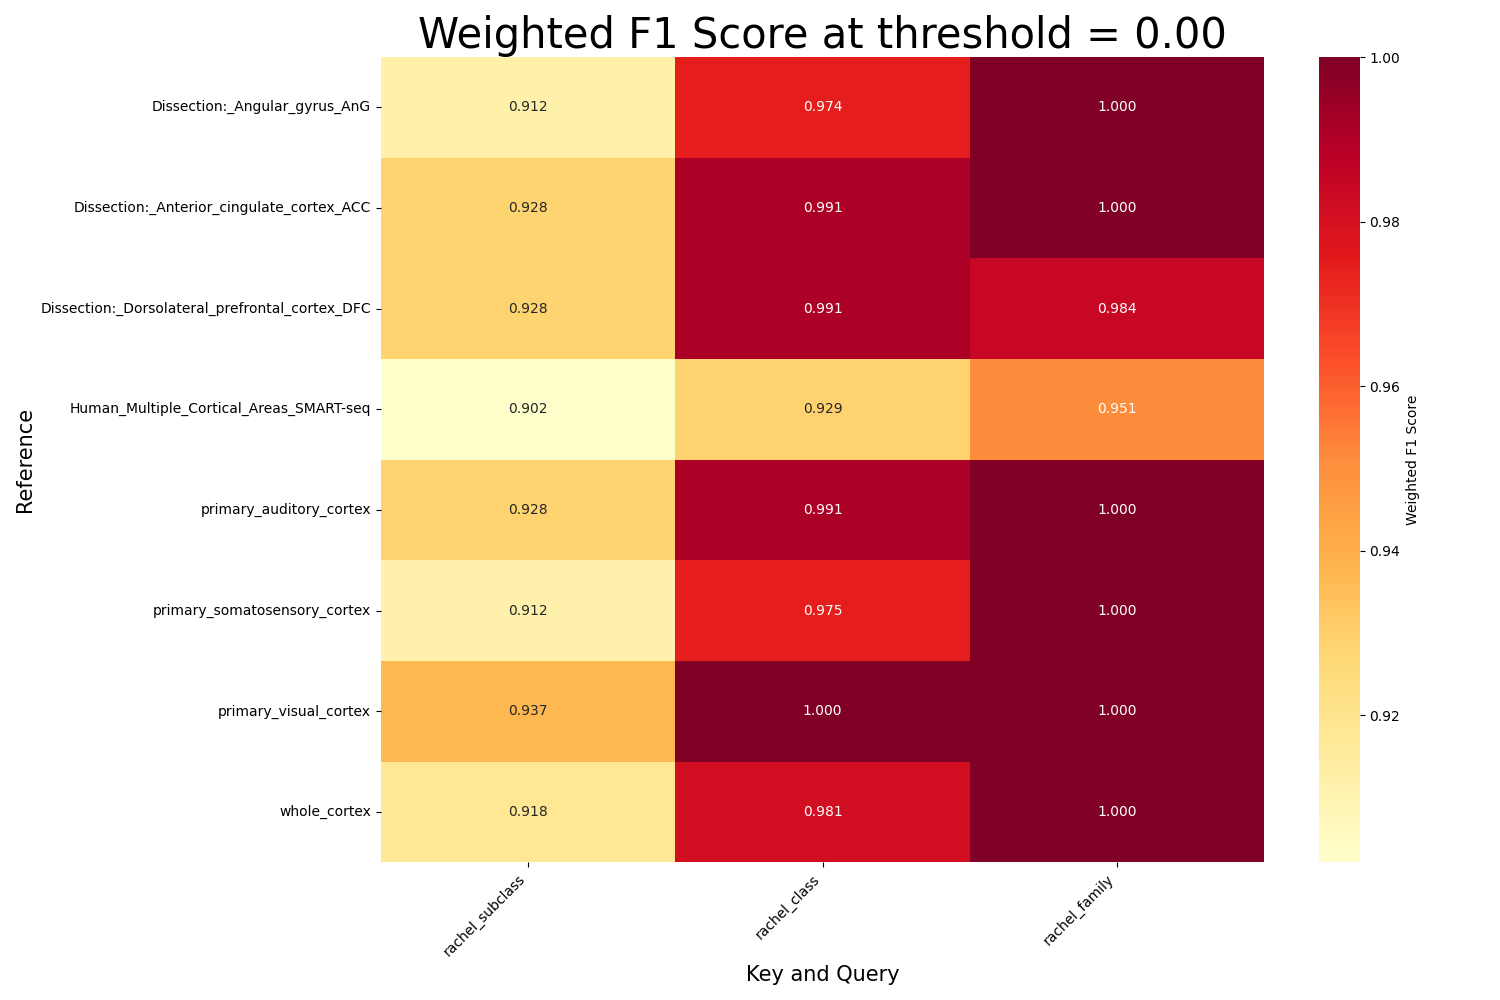 Weighted F1 Score at threshold = 0.00
Reference
Dissection:_Angular_gyrus_AnG 0.912 0.974 1.000
Dissection:_Anterior_cingulate_cortex_ACC 0.928 0.991 1.000
Dissection:_Dorsolateral_prefrontal_cortex_DFC 0.928 0.991 0.984
Human_Multiple_Cortical_Areas_SMART-seq 0.902 0.929 0.951
primary_auditory_cortex 0.928 0.991 1.000
primary_somatosensory_cortex 0.912 0.975 1.000
primary_visual_cortex 0.937 1.000 1.000
whole_cortex 0.918 0.981 1.000
rachel_subclass rachel_class rachel_family
Key and Query
1.00
0.98
0.96
0.94
0.92
Weighted F1 Score